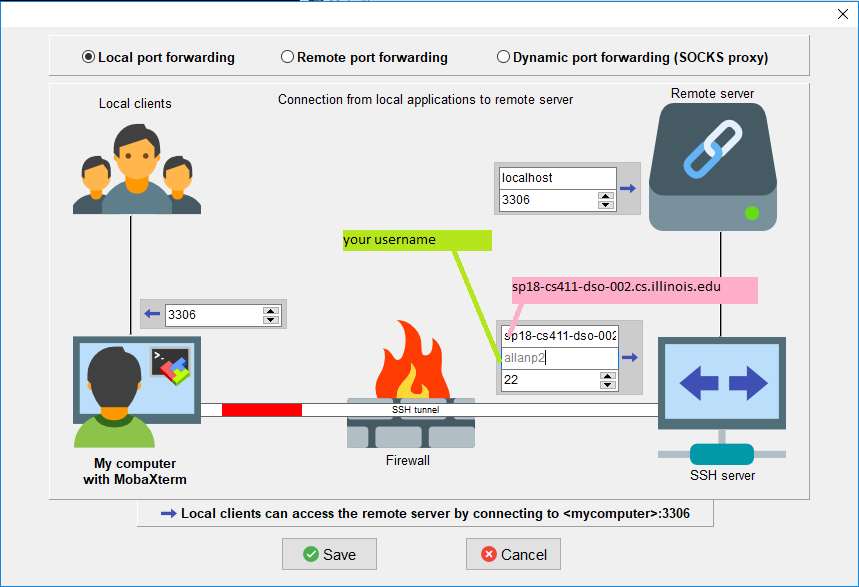 Local port forwarding
Remote port forwarding
Dynamic port forwarding (SOCKS proxy)
Local clients
Connection from local applications to remote server
Remote server
localhost
3306
your username
sp18-cs411-dso-002.cs.illinois.edu
3306
sp18-cs411-dso-002
allanp2
22
>_
SSH tunnel
Firewall
My computer
with MobaXterm
SSH server
Local clients can access the remote server by connecting to <mycomputer>:3306
Save
Cancel